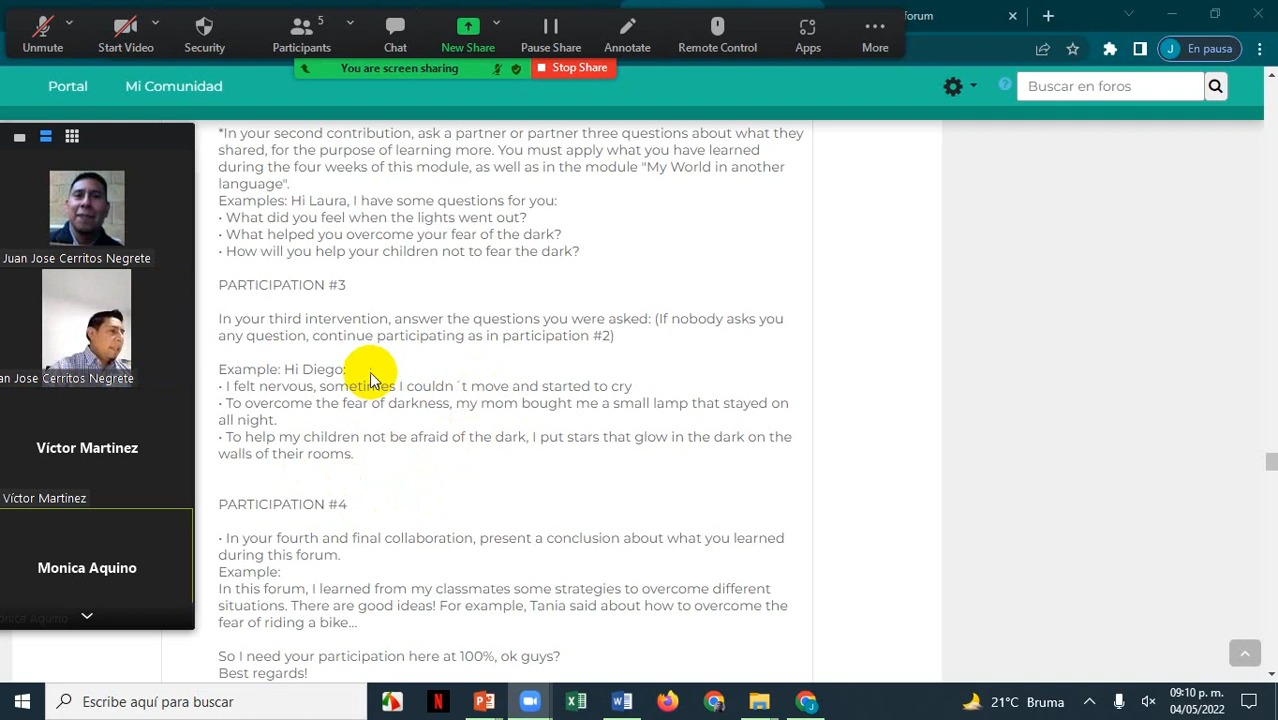 forum
5
Unmute
Start Video
Security
Participants
Chat
New Share
Pause Share
Annotate
Remote Control
Apps
More
You are screen sharing
Stop Share
J
En pausa
Portal
Mi Comunidad
Buscar en foros
*In your second contribution, ask a partner or partner three questions about what they
shared, for the purpose of learning more. You must apply what you have learned
during the four weeks of this module, as well as in the module "My World in another
language".
Examples: Hi Laura, I have some questions for you:
• What did you feel when the lights went out?
• What helped you overcome your fear of the dark?
• How will you help your children not to fear the dark?
PARTICIPATION #3
In your third intervention, answer the questions you were asked: (If nobody asks you
any question, continue participating as in participation #2)
Example: Hi Diego:
• I felt nervous, sometimes I couldn´t move and started to cry
• To overcome the fear of darkness, my mom bought me a small lamp that stayed on
all night.
• To help my children not be afraid of the dark, I put stars that glow in the dark on the
walls of their rooms.
PARTICIPATION #4
• In your fourth and final collaboration, present a conclusion about what you learned
during this forum.
Example:
In this forum, I learned from my classmates some strategies to overcome different
situations. There are good ideas! For example, Tania said about how to overcome the
fear of riding a bike...
So I need your participation here at 100%, ok guys?
Best regards!
Juan Jose Cerritos Negrete
an Jose Cerritos Negrete
Víctor Martinez
Víctor Martinez
Monica Aquino
onica Aquino
Escribe aquí para buscar
21°C Bruma
09:10 p. m.
04/05/2022